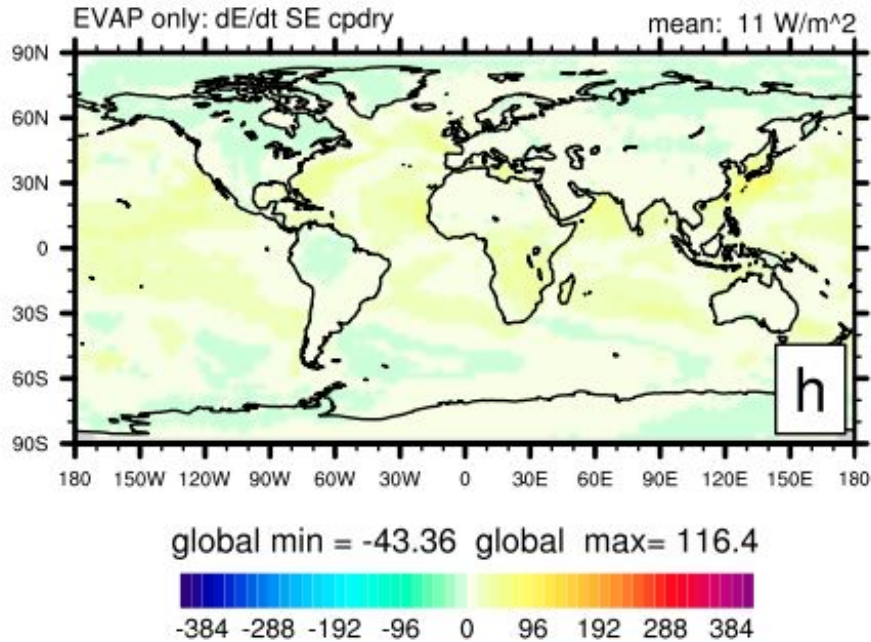 EVAP only: dE/dt SE cpdry mean: 11 W/m^2
90N
60N
30N
0
30S
60S
90S
h
180 150W 120W 90W 60W 30W 0 30E 60E 90E 120E 150E 180
global min = -43.36 global max= 116.4
-384 -288 -192 -96 0 96 192 288 384